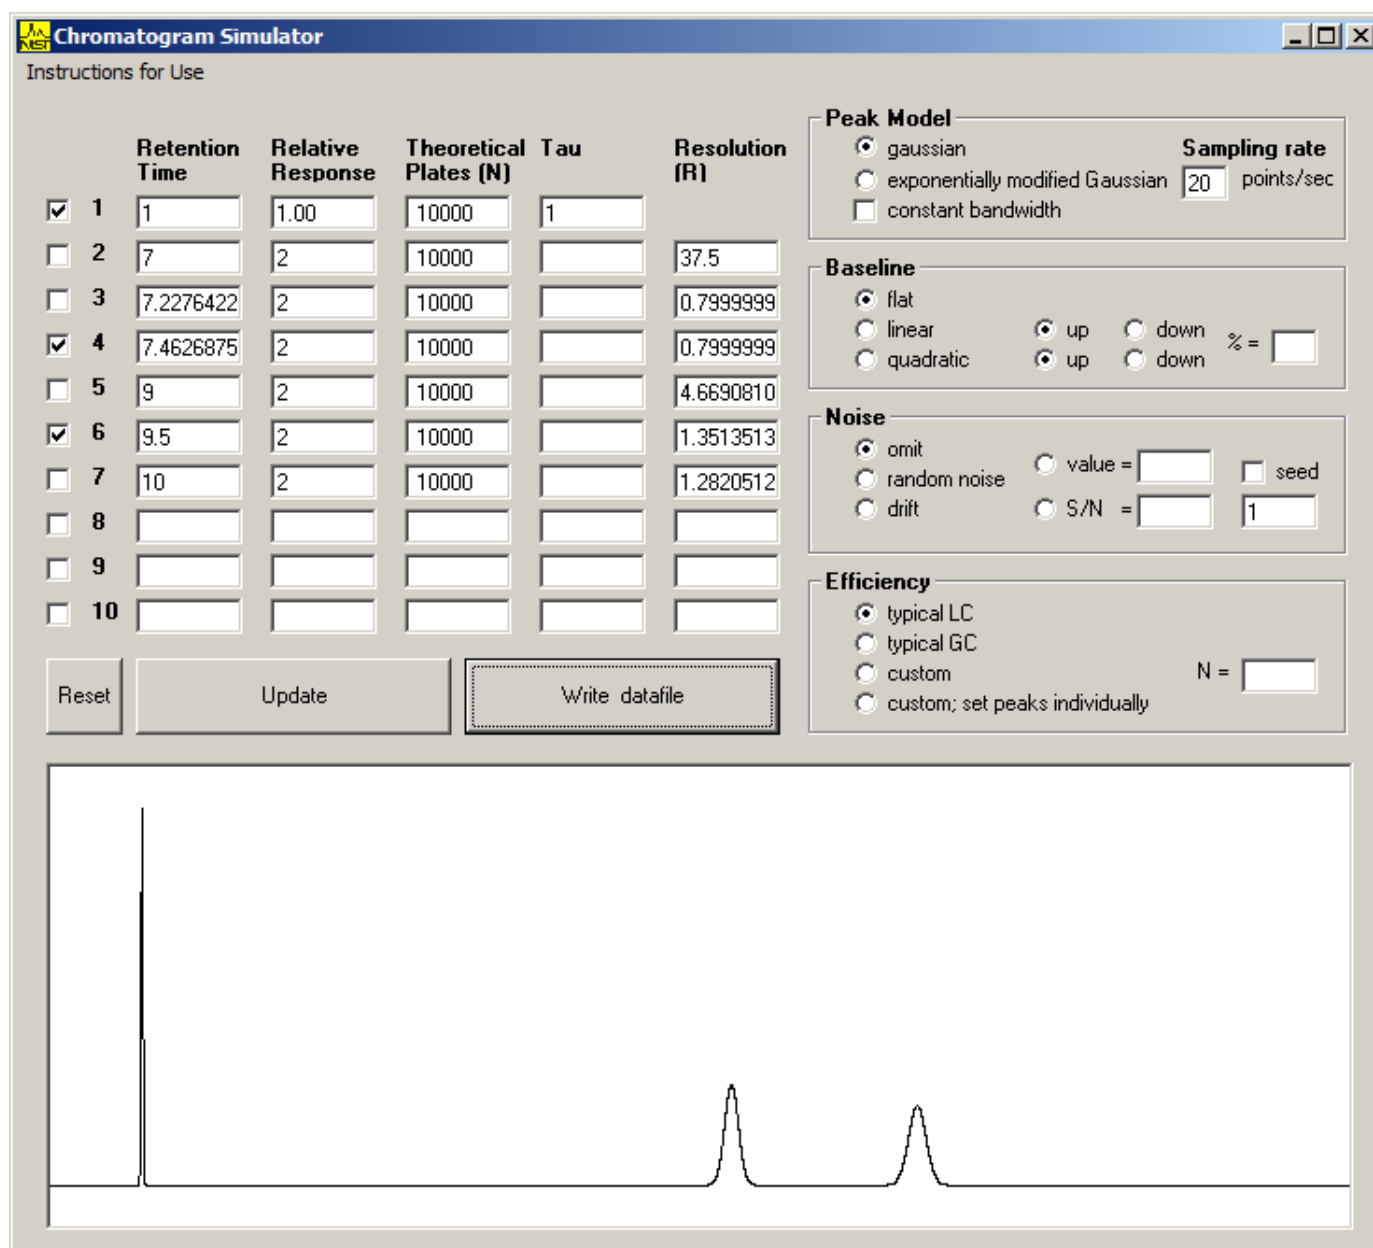 Chromatogram Simulator
Instructions for Use
Retention Time Relative Response Theoretical Plates (N) Tau Resolution (R)
1 1 1.00 10000 1
2 7 2 10000 37.5
3 7.2276422 2 10000 0.7999999
4 7.4626875 2 10000 0.7999999
5 9 2 10000 4.6690810
6 9.5 2 10000 1.3513513
7 10 2 10000 1.2820512
8
9
10
Reset Update Write datafile
Peak Model
gaussian Sampling rate
exponentially modified Gaussian 20 points/sec
constant bandwidth
Baseline
flat
linear up down % =
quadratic up down
Noise
omit
random noise value = seed
drift S/N = 1
Efficiency
typical LC
typical GC
custom N =
custom; set peaks individually